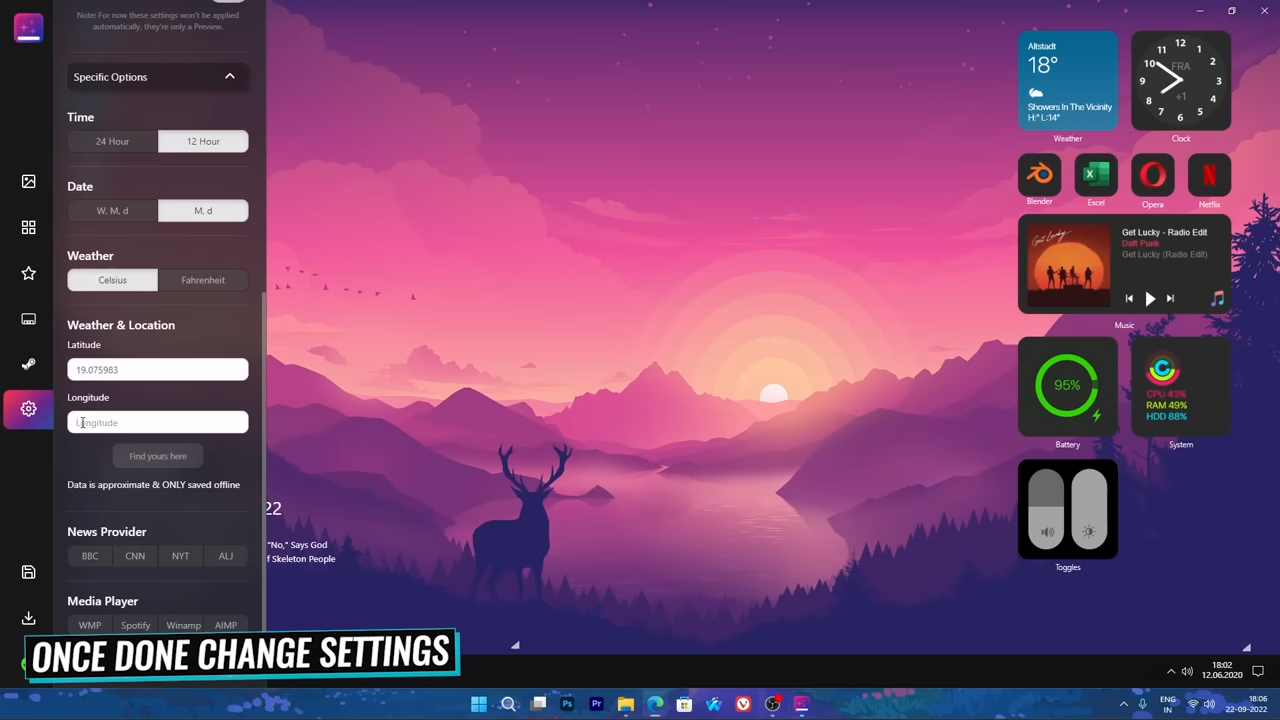 Note: For now these settings won't be applied
automatically, they're only a Preview.
Specific Options
Time
24 Hour
12 Hour
Date
W, M, d
M, d
Weather
Celsius
Fahrenheit
Weather & Location
Latitude
19.075983
Longitude
Longitude
Find yours here
Data is approximate & ONLY saved offline
News Provider
BBC
CNN
NYT
ALJ
Media Player
WMP
Spotify
Winamp
AIMP
22
"No," Says God
f Skeleton People
Altstadt
18°
Showers In The Vicinity
H:° L:14°
Weather
12
1
2
3
4
5
6
7
8
9
10
11
FRA
+1
Clock
Blender
Excel
Opera
Netflix
Get Lucky
Get Lucky - Radio Edit
Daft Punk
Get Lucky (Radio Edit)
Music
95%
Battery
CPU 43%
RAM 49%
HDD 88%
System
Toggles
ONCE DONE CHANGE SETTINGS
18:02
12.06.2020
Ps
Pr
ENG
IN
18:06
22-09-2022